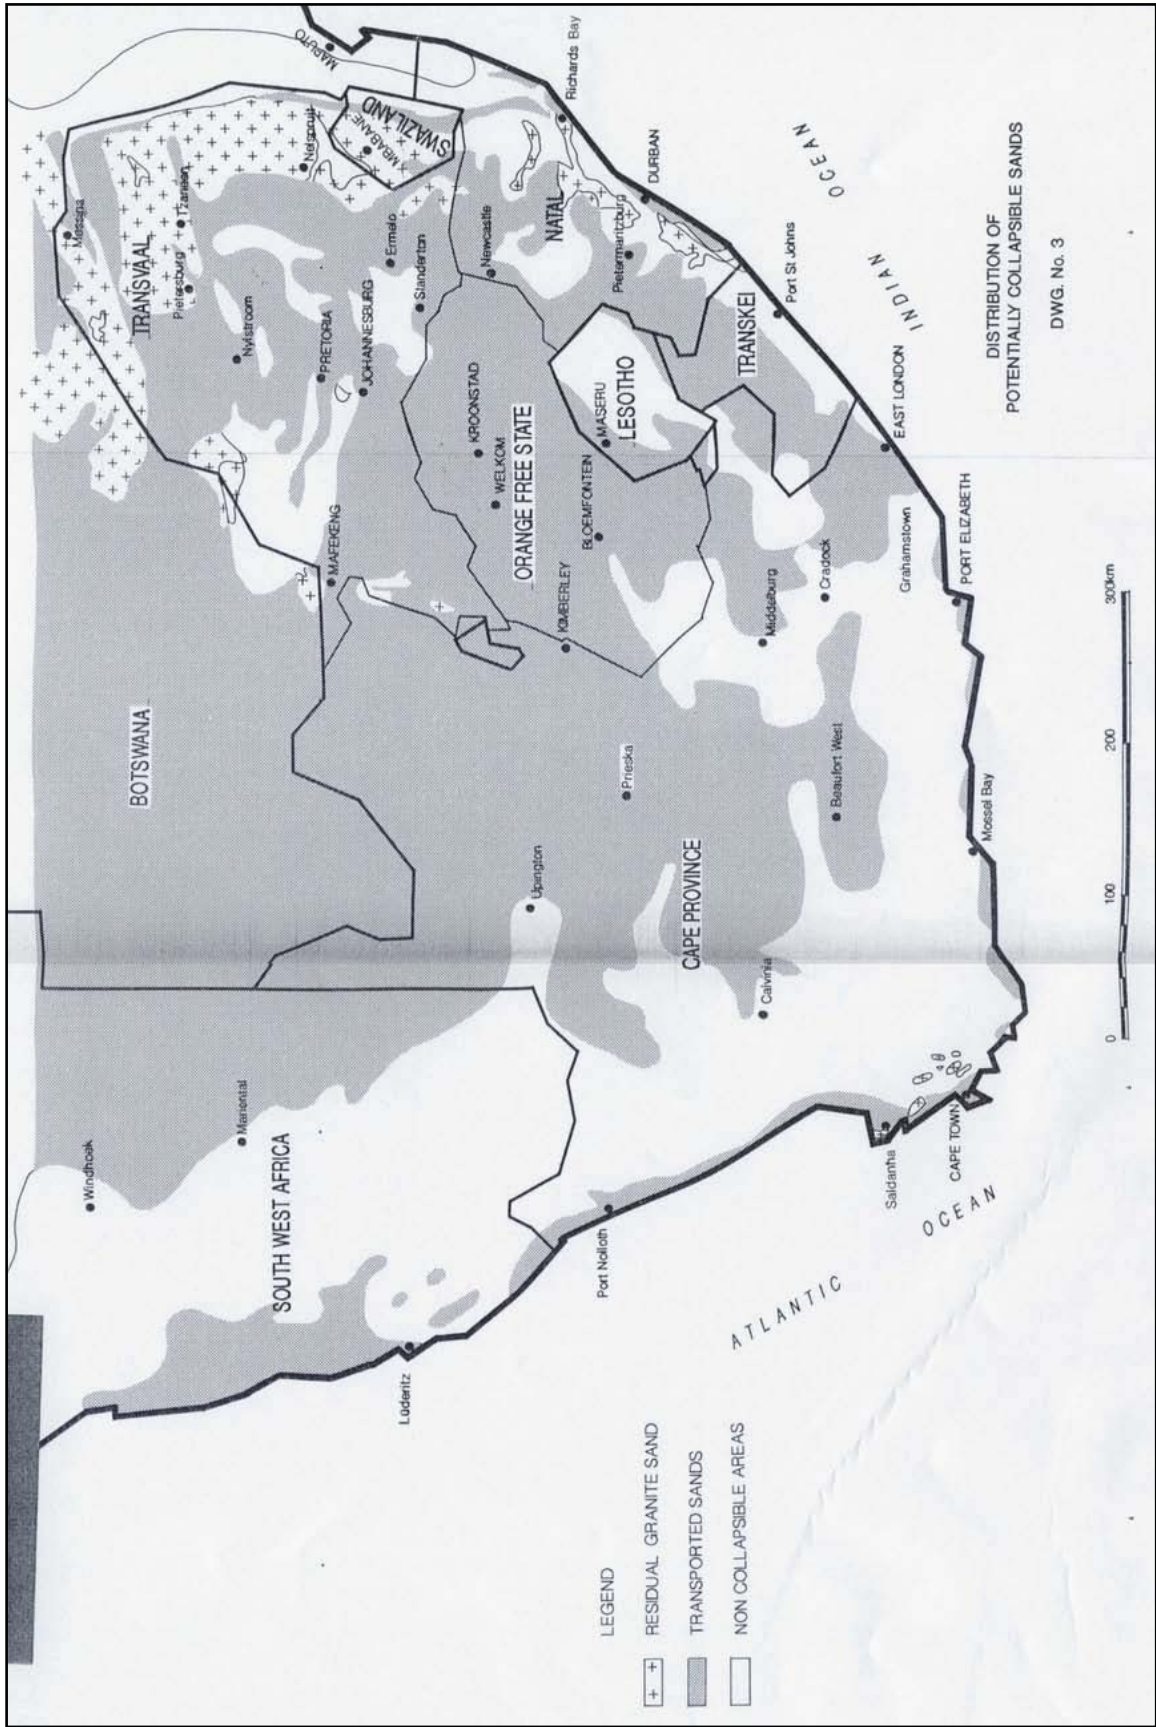 Windhoek
Mariental
SOUTH WEST AFRICA
Lüderitz
BOTSWANA
Messina
TRANSVAAL
Tzaneen
Pietersburg
Nylstroom
Nelspruit
MAPUTO
SWAZILAND
MBABANE
PRETORIA
JOHANNESBURG
Ermelo
Standerton
MAFEKENG
KROONSTAD
WELKOM
Newcastle
ORANGE FREE STATE
NATAL
Richards Bay
Upington
KIMBERLEY
BLOEMFONTEIN
MASERU
LESOTHO
Pietermaritzburg
DURBAN
Port Nolloth
Prieska
CAPE PROVINCE
TRANSKEI
Port St Johns
Calvinia
Middelburg
Beaufort West
Cradock
EAST LONDON
Saldanha
Grahamstown
CAPE TOWN
Mossel Bay
PORT ELIZABETH
ATLANTIC
OCEAN
INDIAN
OCEAN
LEGEND
+ + RESIDUAL GRANITE SAND
TRANSPORTED SANDS
NON COLLAPSIBLE AREAS
0 100 200 300km
DISTRIBUTION OF
POTENTIALLY COLLAPSIBLE SANDS
DWG. No. 3